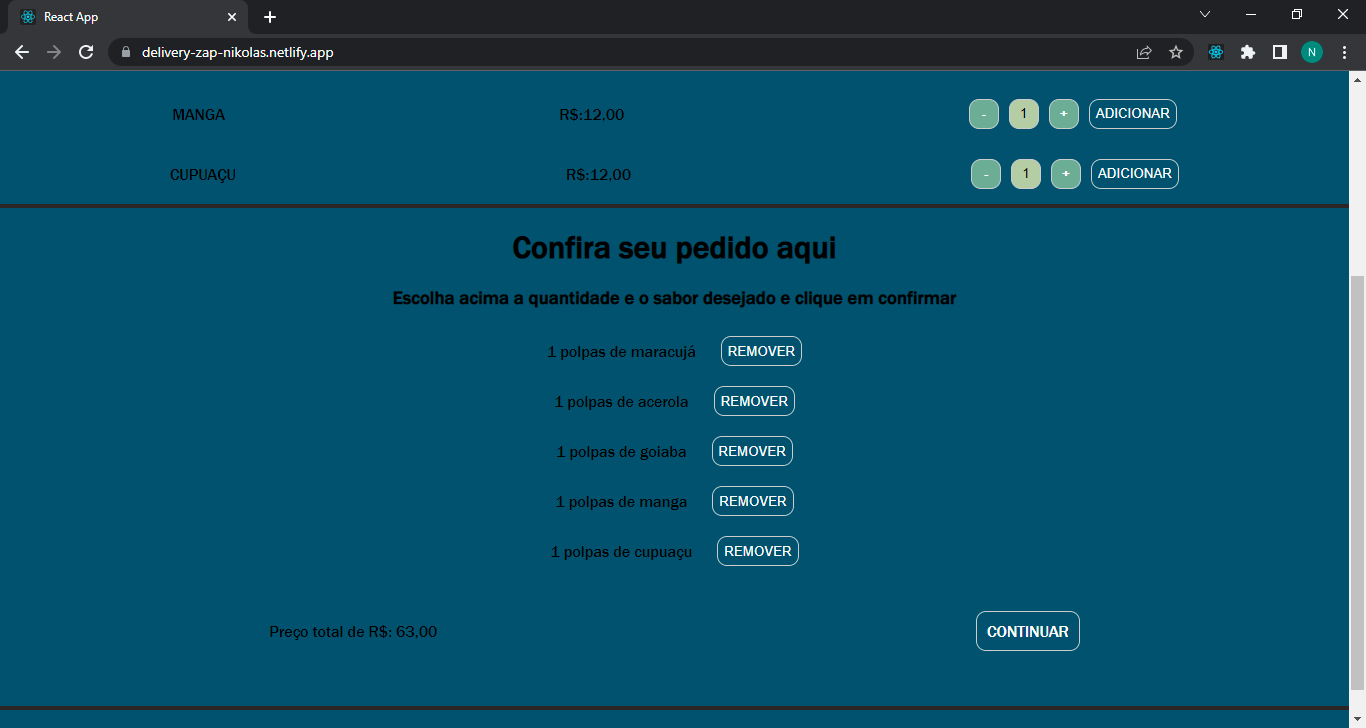 React App
delivery-zap-nikolas.netlify.app
N
MANGA R$:12,00 - 1 + ADICIONAR
CUPUAÇU R$:12,00 - 1 + ADICIONAR
Confira seu pedido aqui
Escolha acima a quantidade e o sabor desejado e clique em confirmar
1 polpas de maracujá REMOVER
1 polpas de acerola REMOVER
1 polpas de goiaba REMOVER
1 polpas de manga REMOVER
1 polpas de cupuaçu REMOVER
Preço total de R$: 63,00 CONTINUAR